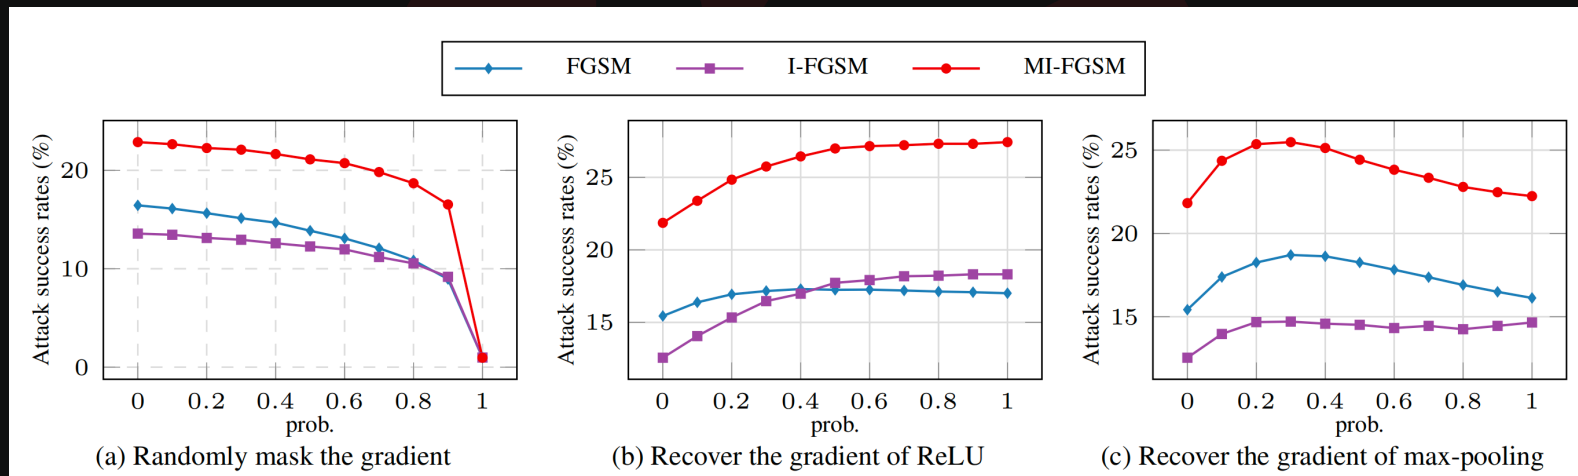 FGSM I-FGSM MI-FGSM
Attack success rates (%)
20
10
0
0 0.2 0.4 0.6 0.8 1
prob.
(a) Randomly mask the gradient
Attack success rates (%)
25
20
15
0 0.2 0.4 0.6 0.8 1
prob.
(b) Recover the gradient of ReLU
Attack success rates (%)
25
20
15
0 0.2 0.4 0.6 0.8 1
prob.
(c) Recover the gradient of max-pooling